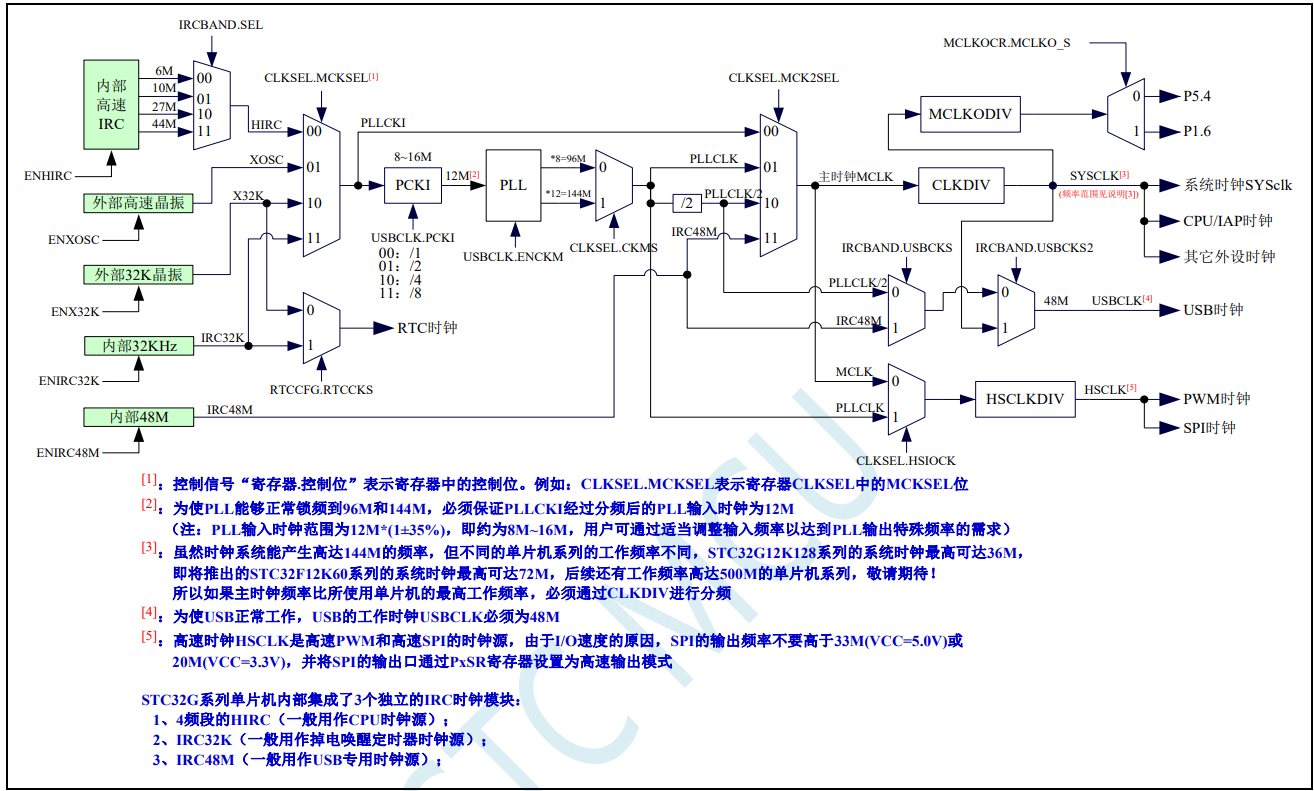 IRCBAND.SEL
MCLKOCR.MCLKO_S
内部
高速
IRC
6M
10M
27M
44M
00
01
10
11
HIRC
ENHIRC
CLKSEL.MCKSEL[1]
00
01
10
11
XOSC
外部高速晶振
ENXOSC
X32K
外部32K晶振
ENX32K
内部32KHz
IRC32K
ENIRC32K
内部48M
IRC48M
ENIRC48M
0
1
RTC时钟
RTCCFG.RTCCKS
PLLCKI
8~16M
PCKI
12M[2]
USBCLK.PCKI
00: /1
01: /2
10: /4
11: /8
PLL
USBCLK.ENCKM
*8=96M
*12=144M
0
1
CLKSEL.CKMS
CLKSEL.MCK2SEL
PLLCLK
/2
PLLCLK/2
IRC48M
00
01
10
11
主时钟MCLK
CLKDIV
MCLKODIV
0
1
P5.4
P1.6
SYSCLK[3]
(频率范围见说明[3])
系统时钟SYSclk
CPU/IAP时钟
其它外设时钟
IRCBAND.USBCKS
PLLCLK/2
IRC48M
0
1
IRCBAND.USBCKS2
0
1
48M
USBCLK[4]
USB时钟
MCLK
PLLCLK
0
1
CLKSEL.HSIOCK
HSCLKDIV
HSCLK[5]
PWM时钟
SPI时钟
[1]：控制信号“寄存器.控制位”表示寄存器中的控制位。例如：CLKSEL.MCKSEL表示寄存器CLKSEL中的MCKSEL位
[2]：为使PLL能够正常锁频到96M和144M，必须保证PLLCKI经过分频后的PLL输入时钟为12M
（注：PLL输入时钟范围为12M*(1±35%)，即约为8M~16M，用户可通过适当调整输入频率以达到PLL输出特殊频率的需求）
[3]：虽然时钟系统能产生高达144M的频率，但不同的单片机系列的工作频率不同，STC32G12K128系列的系统时钟最高可达36M，
即将推出的STC32F12K60系列的系统时钟最高可达72M，后续还有工作频率高达500M的单片机系列，敬请期待！
所以如果主时钟频率比所使用单片机的最高工作频率，必须通过CLKDIV进行分频
[4]：为使USB正常工作，USB的工作时钟USBCLK必须为48M
[5]：高速时钟HSCLK是高速PWM和高速SPI的时钟源，由于I/O速度的原因，SPI的输出频率不要高于33M(VCC=5.0V)或
20M(VCC=3.3V)，并将SPI的输出口通过PxSR寄存器设置为高速输出模式
STC32G系列单片机内部集成了3个独立的IRC时钟模块：
1、4频段的HIRC（一般用作CPU时钟源）；
2、IRC32K（一般用作掉电唤醒定时器时钟源）；
3、IRC48M（一般用作USB专用时钟源）；
STC MCU